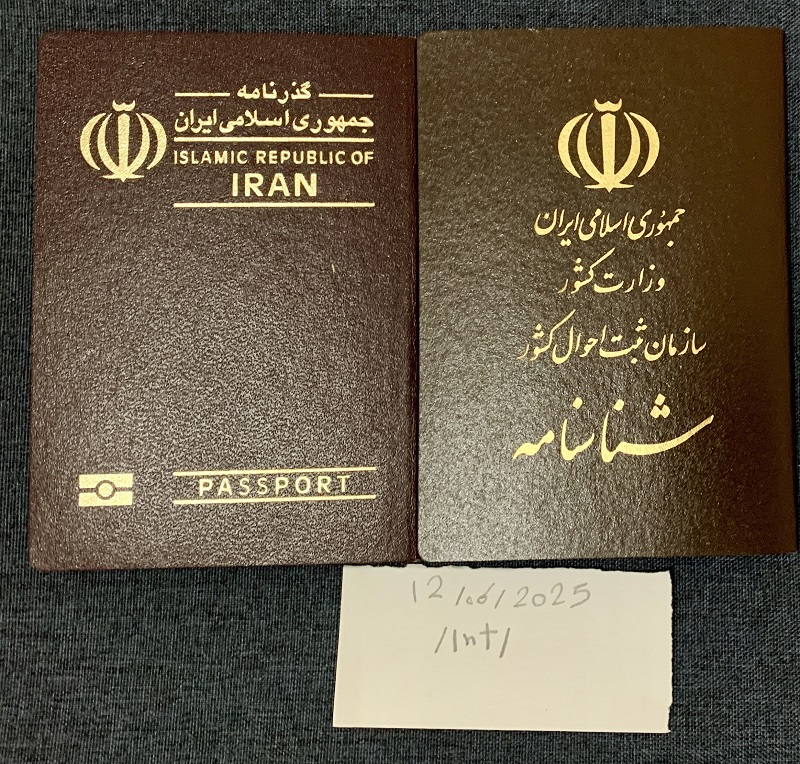 گذرنامه
جمهوری اسلامی ایران
ISLAMIC REPUBLIC OF
IRAN
PASSPORT
جمهوری اسلامی ایران
وزارت کشور
سازمان ثبت احوال کشور
شناسنامه
12/06/2025
/int/